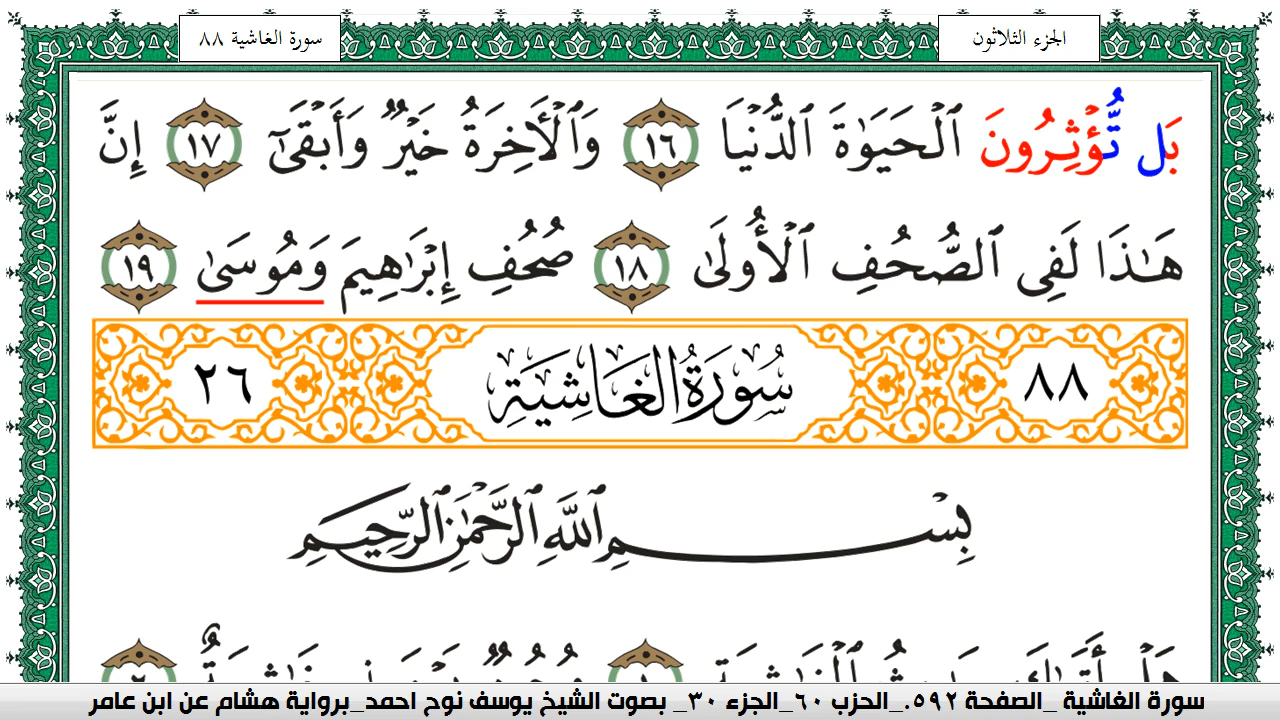 الجزء الثلاثون
سورة الغاشية ٨٨
بَل تُّؤْثِرُونَ ٱلْحَيَوٰةَ ٱلدُّنْيَا ١٦ وَٱلْأَخِرَةُ خَيْرٌ وَأَبْقَىٰٓ ١٧ إِنَّ
هَٰذَا لَفِى ٱلصُّحُفِ ٱلْأُولَىٰ ١٨ صُحُفِ إِبْرَٰهِيمَ وَمُوسَىٰ ١٩
٨٨ سُورَةُ الغَاشِيَةِ ٢٦
بِسْمِ ٱللَّهِ ٱلرَّحْمَٰنِ ٱلرَّحِيمِ
سورة الغاشية _الصفحة ٥٩٢._الحزب ٦٠_الجزء ٣٠_ بصوت الشيخ يوسف نوح احمد_برواية هشام عن ابن عامر